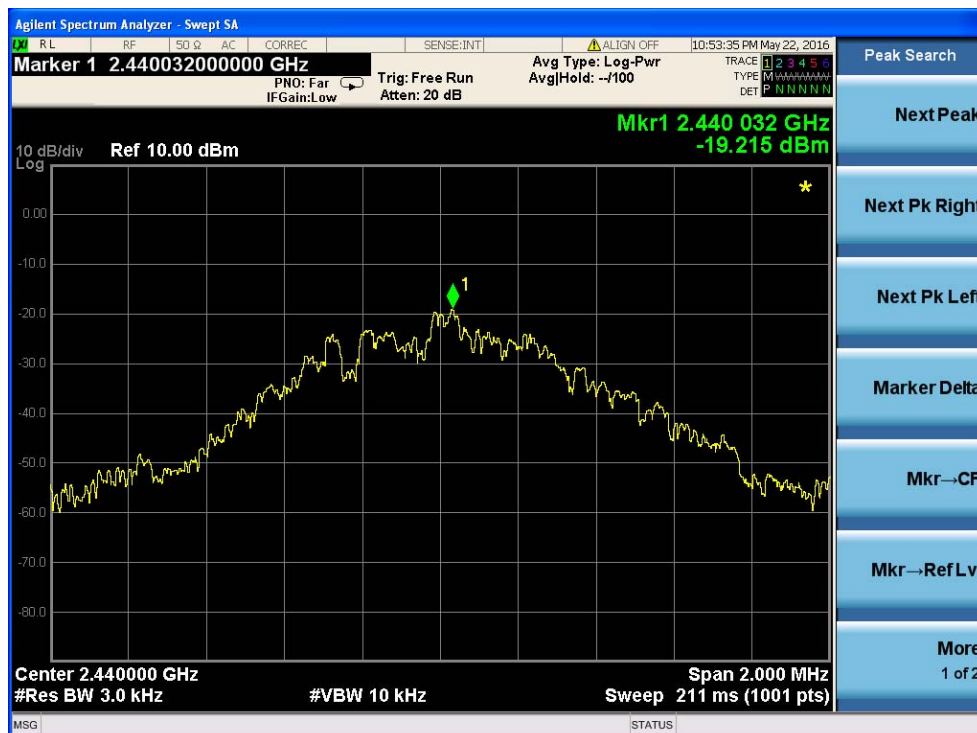 Agilent Spectrum Analyzer - Swept SA
LXI RL RF 50 Ω AC CORREC SENSE:INT ALIGN OFF 10:53:35 PM May 22, 2016
Marker 1 2.440032000000 GHz
PNO: Far
IFGain:Low
Trig: Free Run
Atten: 20 dB
Avg Type: Log-Pwr
Avg|Hold: --/100
TRACE 1 2 3 4 5 6
TYPE M
DET P N N N N N
Mkr1 2.440 032 GHz
-19.215 dBm
10 dB/div Ref 10.00 dBm
Log
0.00
-10.0
-20.0
-30.0
-40.0
-50.0
-60.0
-70.0
-80.0
1
*
Center 2.440000 GHz Span 2.000 MHz
#Res BW 3.0 kHz #VBW 10 kHz Sweep 211 ms (1001 pts)
MSG STATUS
Peak Search
Next Peak
Next Pk Right
Next Pk Left
Marker Delta
Mkr→CF
Mkr→Ref Lv
More
1 of 2